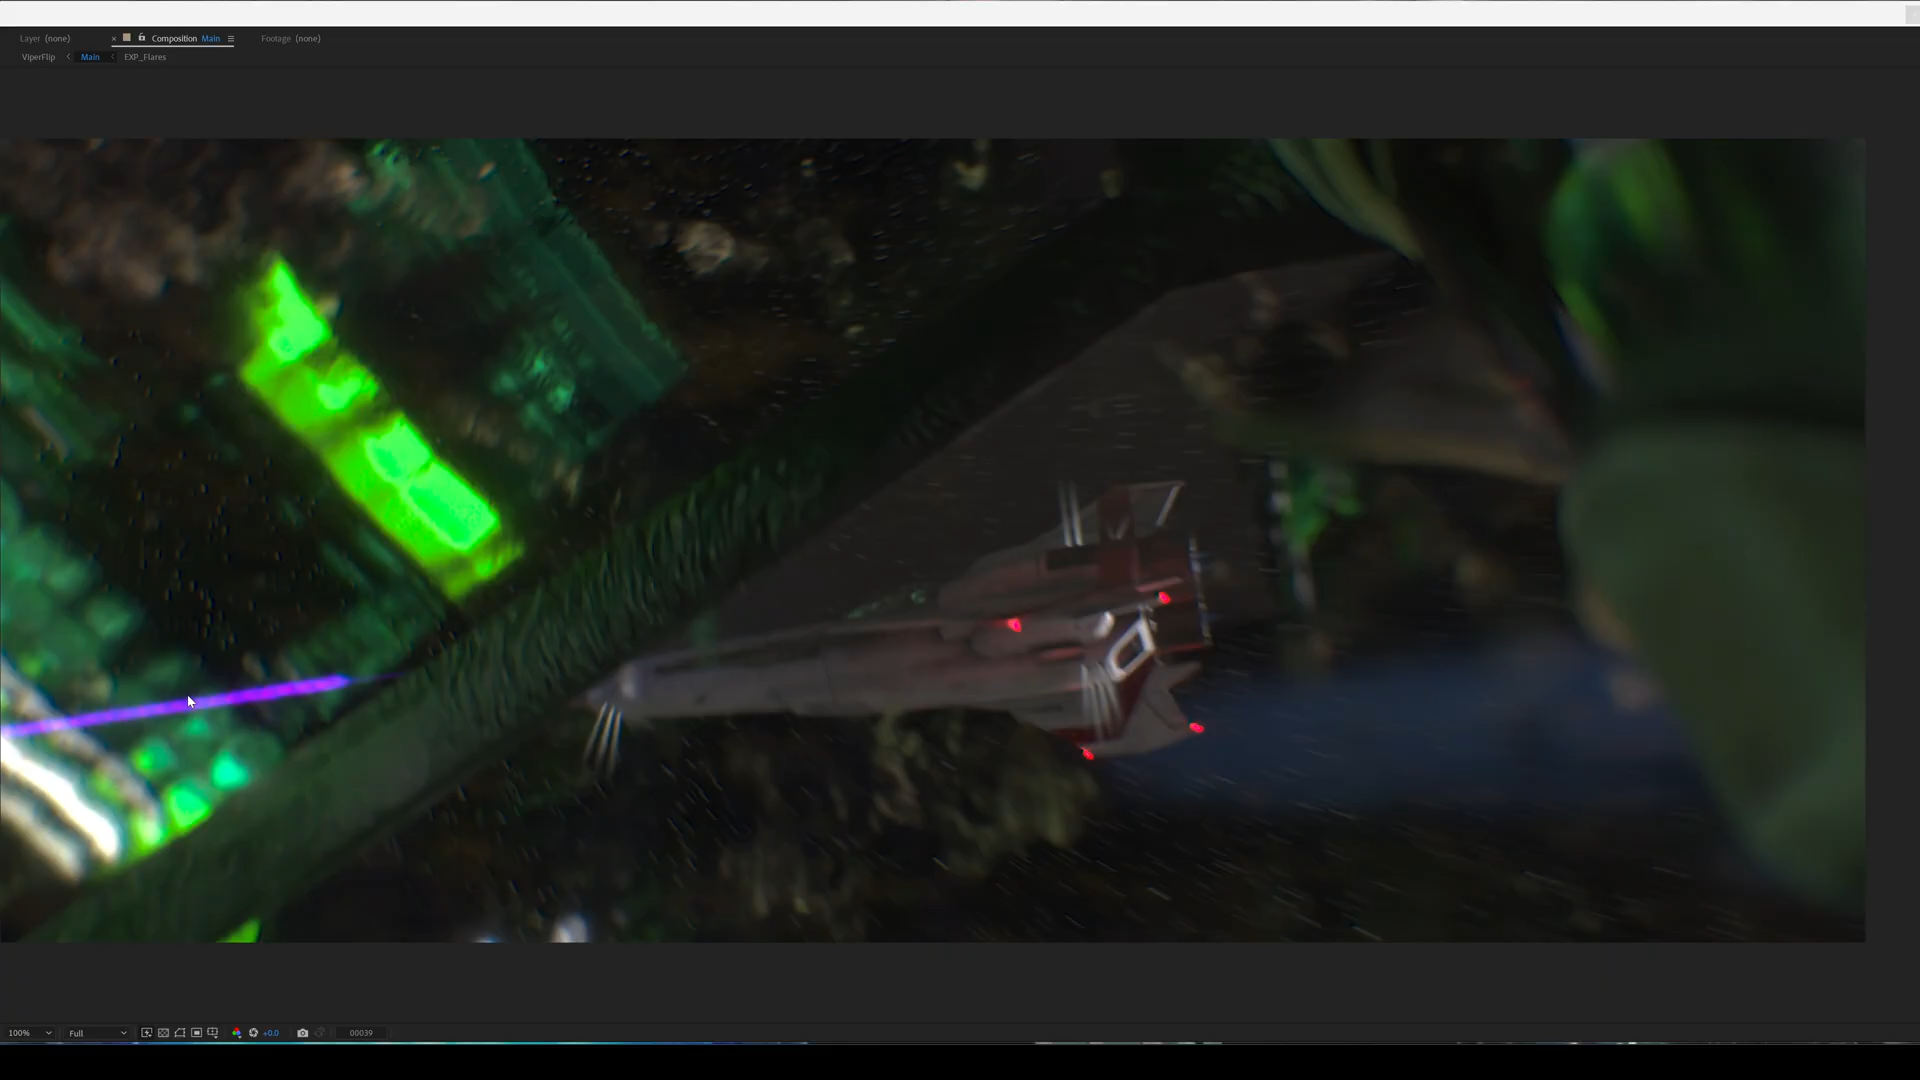 Layer (none) × Composition Main ≡ Footage (none)
ViperFlip < Main < EXP_Flares
100% Full +0.0 00039